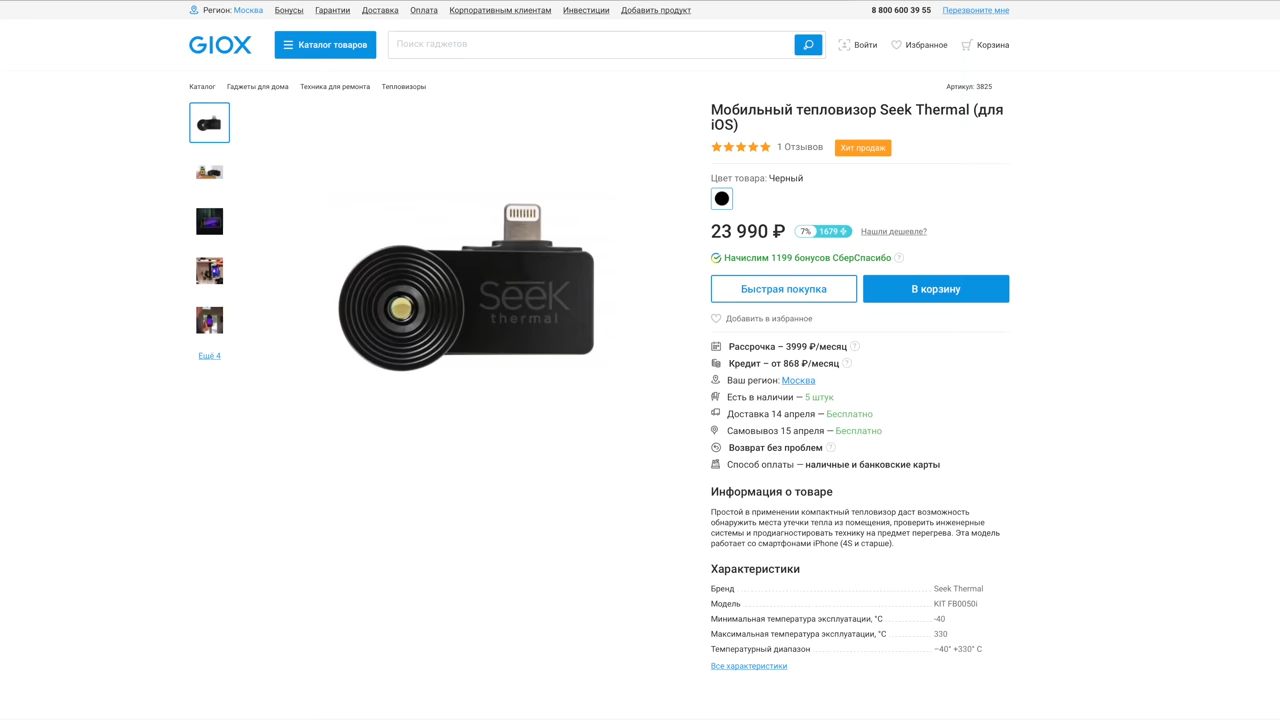 Регион: Москва Бонусы Гарантии Доставка Оплата Корпоративным клиентам Инвестиции Добавить продукт 8 800 600 39 55 Перезвоните мне
GIOX Каталог товаров Поиск гаджетов Войти Избранное Корзина
Каталог Гаджеты для дома Техника для ремонта Тепловизоры Артикул: 3825
Мобильный тепловизор Seek Thermal (для
iOS)
1 Отзывов Хит продаж
Цвет товара: Черный
23 990 ₽ 7% 1679 Нашли дешевле?
Начислим 1199 бонусов СберСпасибо ?
Быстрая покупка В корзину
Добавить в избранное
Seek
thermal
Ещё 4
Рассрочка – 3999 ₽/месяц ?
Кредит – от 868 ₽/месяц ?
Ваш регион: Москва
Есть в наличии — 5 штук
Доставка 14 апреля — Бесплатно
Самовывоз 15 апреля — Бесплатно
Возврат без проблем ?
Способ оплаты — наличные и банковские карты
Информация о товаре
Простой в применении компактный тепловизор даст возможность
обнаружить места утечки тепла из помещения, проверить инженерные
системы и продиагностировать технику на предмет перегрева. Эта модель
работает со смартфонами iPhone (4S и старше).
Характеристики
Бренд Seek Thermal
Модель KIT FB0050i
Минимальная температура эксплуатации, °C -40
Максимальная температура эксплуатации, °C 330
Температурный диапазон –40° +330° С
Все характеристики